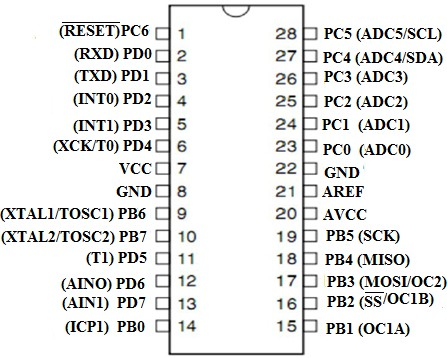 (RESET)PC6 1 28 PC5 (ADC5/SCL)
(RXD) PD0 2 27 PC4 (ADC4/SDA)
(TXD) PD1 3 26 PC3 (ADC3)
(INT0) PD2 4 25 PC2 (ADC2)
(INT1) PD3 5 24 PC1 (ADC1)
(XCK/T0) PD4 6 23 PC0 (ADC0)
VCC 7 22 GND
GND 8 21 AREF
(XTAL1/TOSC1) PB6 9 20 AVCC
(XTAL2/TOSC2) PB7 10 19 PB5 (SCK)
(T1) PD5 11 18 PB4 (MISO)
(AINO) PD6 12 17 PB3 (MOSI/OC2)
(AIN1) PD7 13 16 PB2 (SS/OC1B)
(ICP1) PB0 14 15 PB1 (OC1A)